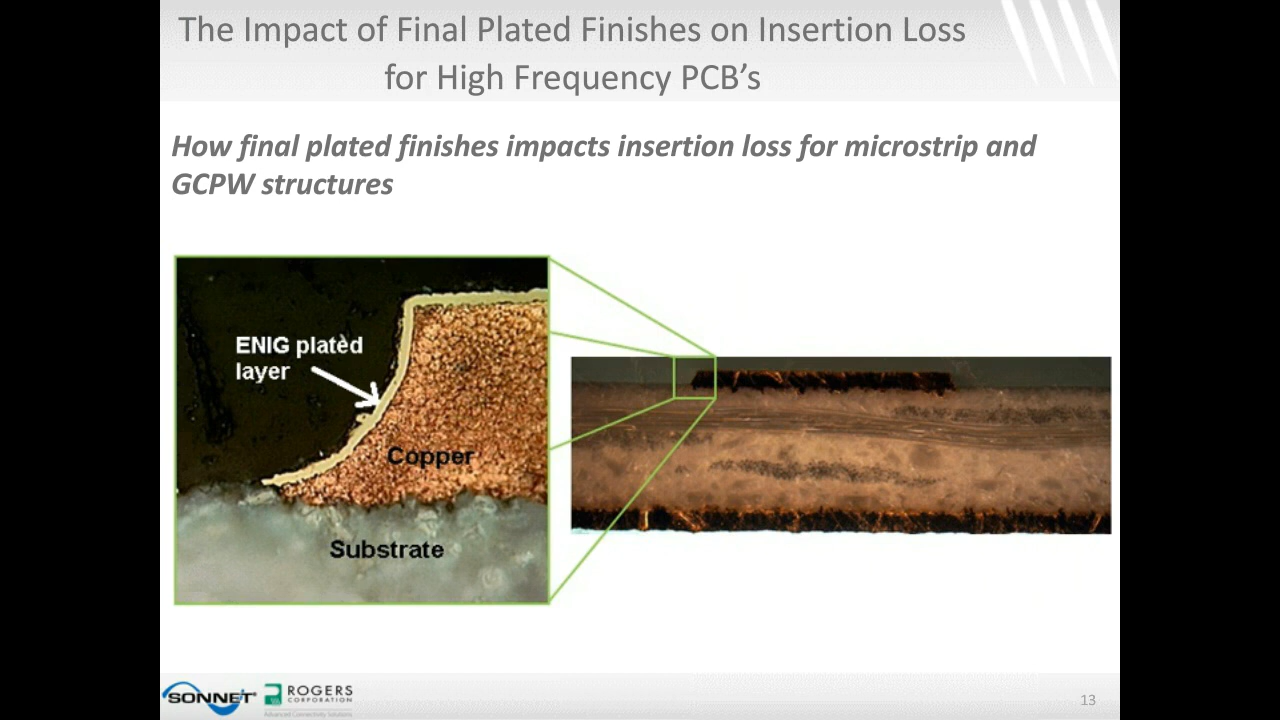 The Impact of Final Plated Finishes on Insertion Loss
for High Frequency PCB's
How final plated finishes impacts insertion loss for microstrip and
GCPW structures
ENIG plated
layer
Copper
Substrate
SONNET
ROGERS
CORPORATION
Advanced Connectivity Solutions
13